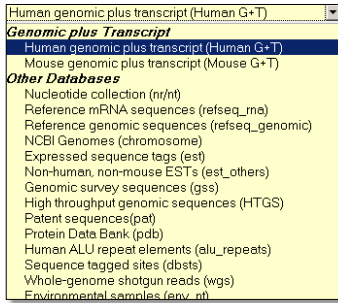 Human genomic plus transcript (Human G+T)
Genomic plus Transcript
Human genomic plus transcript (Human G+T)
Mouse genomic plus transcript (Mouse G+T)
Other Databases
Nucleotide collection (nr/nt)
Reference mRNA sequences (refseq_rna)
Reference genomic sequences (refseq_genomic)
NCBI Genomes (chromosome)
Expressed sequence tags (est)
Non-human, non-mouse ESTs (est_others)
Genomic survey sequences (gss)
High throughput genomic sequences (HTGS)
Patent sequences(pat)
Protein Data Bank (pdb)
Human ALU repeat elements (alu_repeats)
Sequence tagged sites (dbsts)
Whole-genome shotgun reads (wgs)
Environmental samples (env_nt)